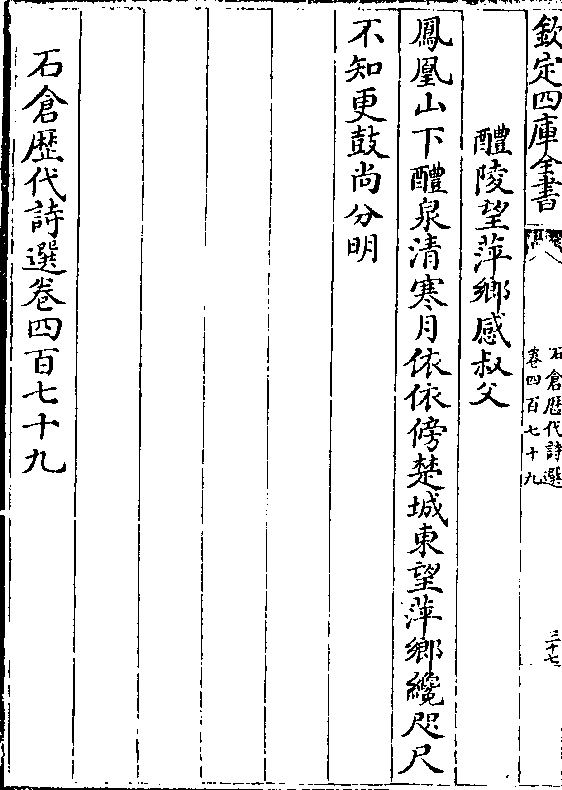 欽定四庫全書
石倉歴代詩選
卷四百七十九
三十七
醴陵望萍鄉感叔父
鳳凰山下醴泉清寒月依依傍楚城東望萍鄉纔咫尺
不知更鼓尚分明
石倉歴代詩選卷四百七十九